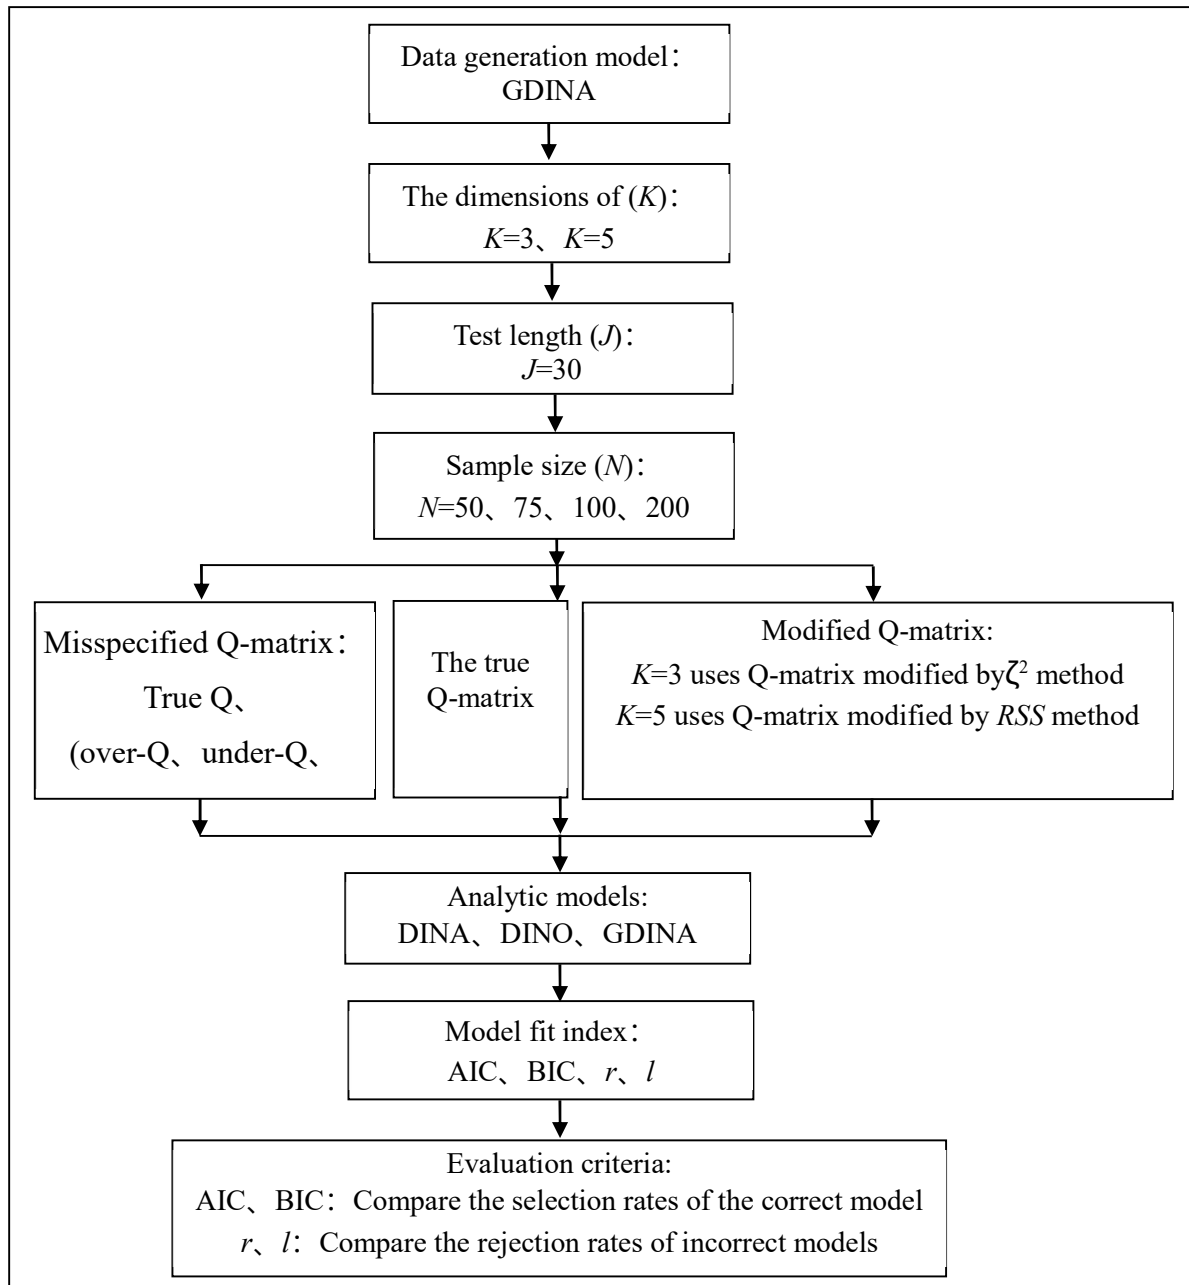 Data generation model：
GDINA
The dimensions of (K)：
K=3、K=5
Test length (J)：
J=30
Sample size (N)：
N=50、75、100、200
Misspecified Q-matrix：
True Q、
(over-Q、under-Q、
The true
Q-matrix
Modified Q-matrix:
K=3 uses Q-matrix modified byζ² method
K=5 uses Q-matrix modified by RSS method
Analytic models:
DINA、DINO、GDINA
Model fit index：
AIC、BIC、r、l
Evaluation criteria:
AIC、BIC：Compare the selection rates of the correct model
r、l：Compare the rejection rates of incorrect models